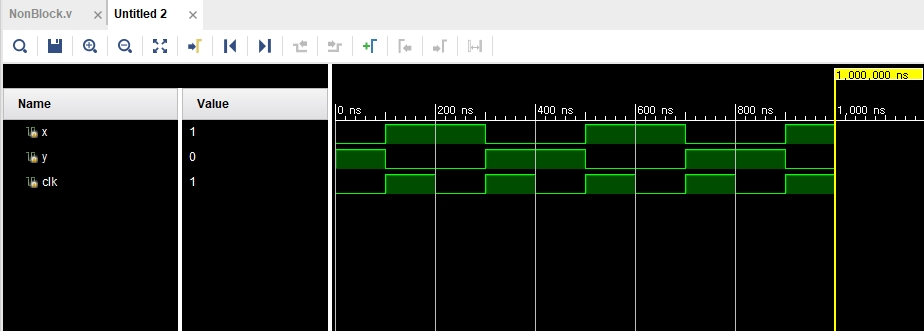 NonBlock.v × Untitled 2 ×
1,000,000 ns
Name Value
0 ns 200 ns 400 ns 600 ns 800 ns 1,000 ns
x 1
y 0
clk 1